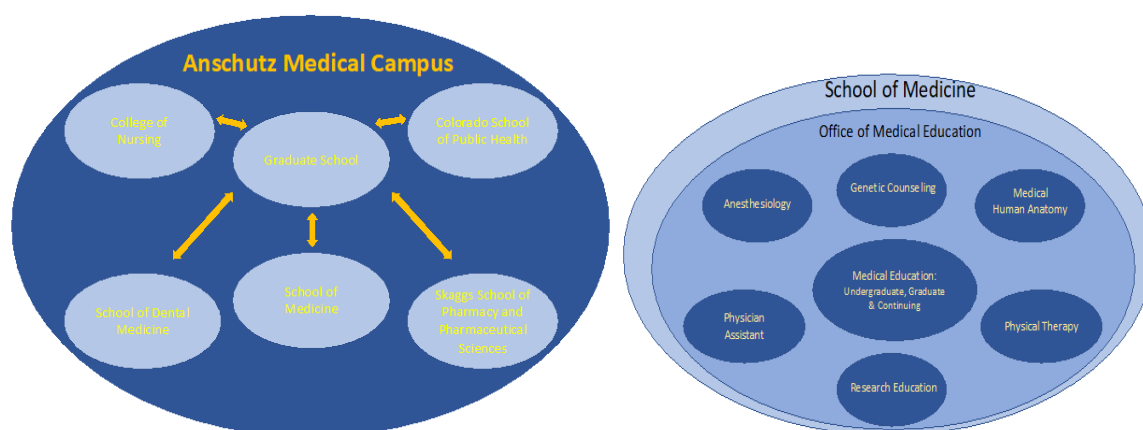 Anschutz Medical Campus
College of
Nursing
Graduate School
Colorado School
of Public Health
School of Dental
Medicine
School of
Medicine
Skaggs School of
Pharmacy and
Pharmaceutical
Sciences
School of Medicine
Office of Medical Education
Anesthesiology
Genetic Counseling
Medical
Human Anatomy
Medical Education:
Undergraduate, Graduate
& Continuing
Physician
Assistant
Physical Therapy
Research Education